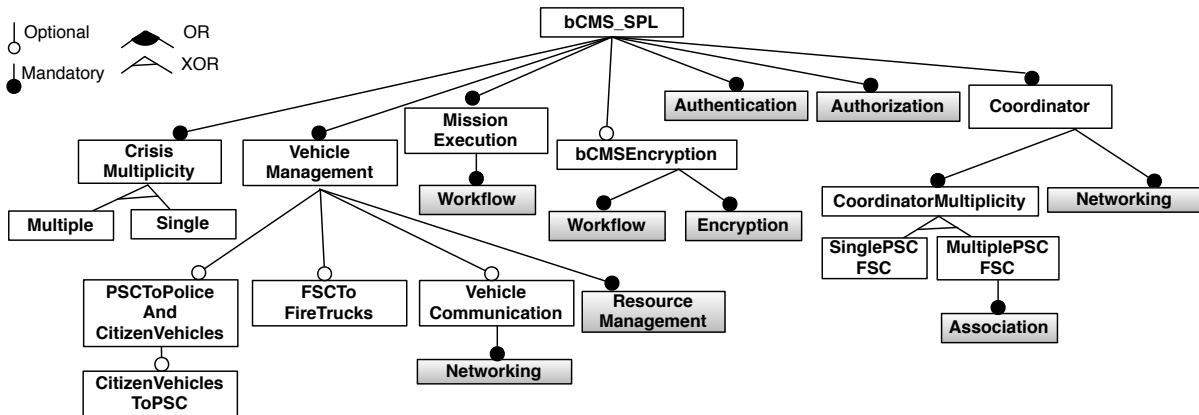 bCMS_SPL
Optional
OR
Mandatory
XOR
Crisis
Multiplicity
Vehicle
Management
Mission
Execution
bCMSEncryption
Authentication
Authorization
Coordinator
Multiple
Single
Workflow
Workflow
Encryption
CoordinatorMultiplicity
Networking
SinglePSC
FSC
MultiplePSC
FSC
Association
PSCToPolice
And
CitizenVehicles
FSCTo
FireTrucks
Vehicle
Communication
Resource
Management
CitizenVehicles
ToPSC
Networking